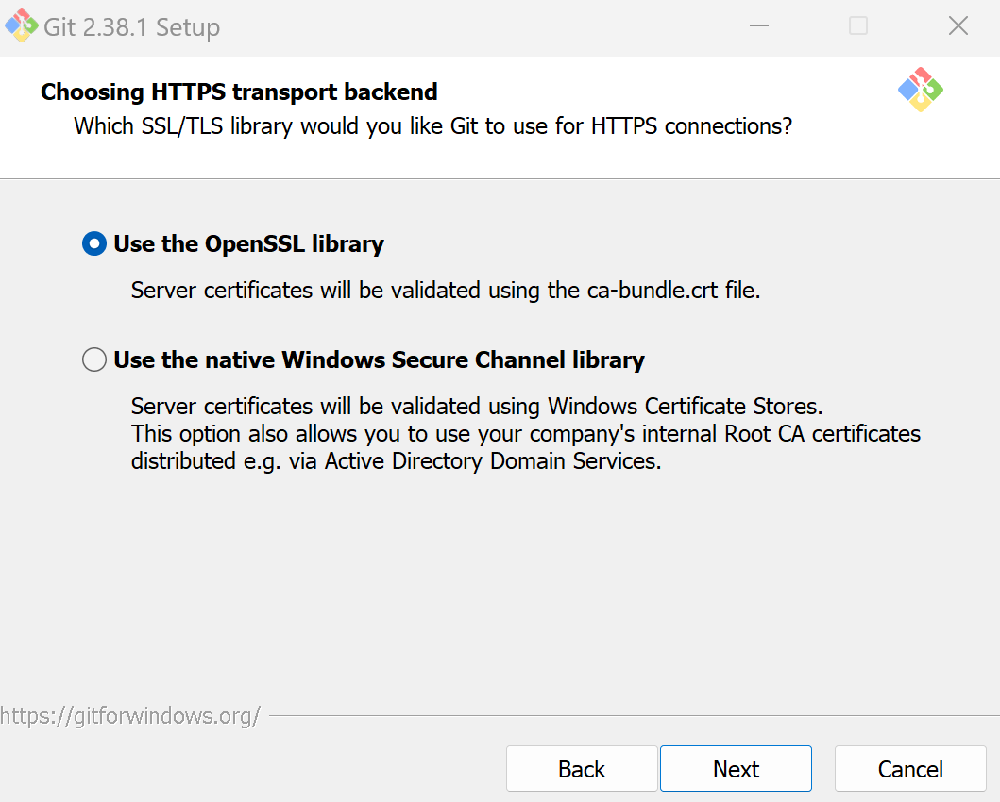 Git 2.38.1 Setup
Choosing HTTPS transport backend
Which SSL/TLS library would you like Git to use for HTTPS connections?
Use the OpenSSL library
Server certificates will be validated using the ca-bundle.crt file.
Use the native Windows Secure Channel library
Server certificates will be validated using Windows Certificate Stores.
This option also allows you to use your company's internal Root CA certificates
distributed e.g. via Active Directory Domain Services.
https://gitforwindows.org/
Back Next Cancel